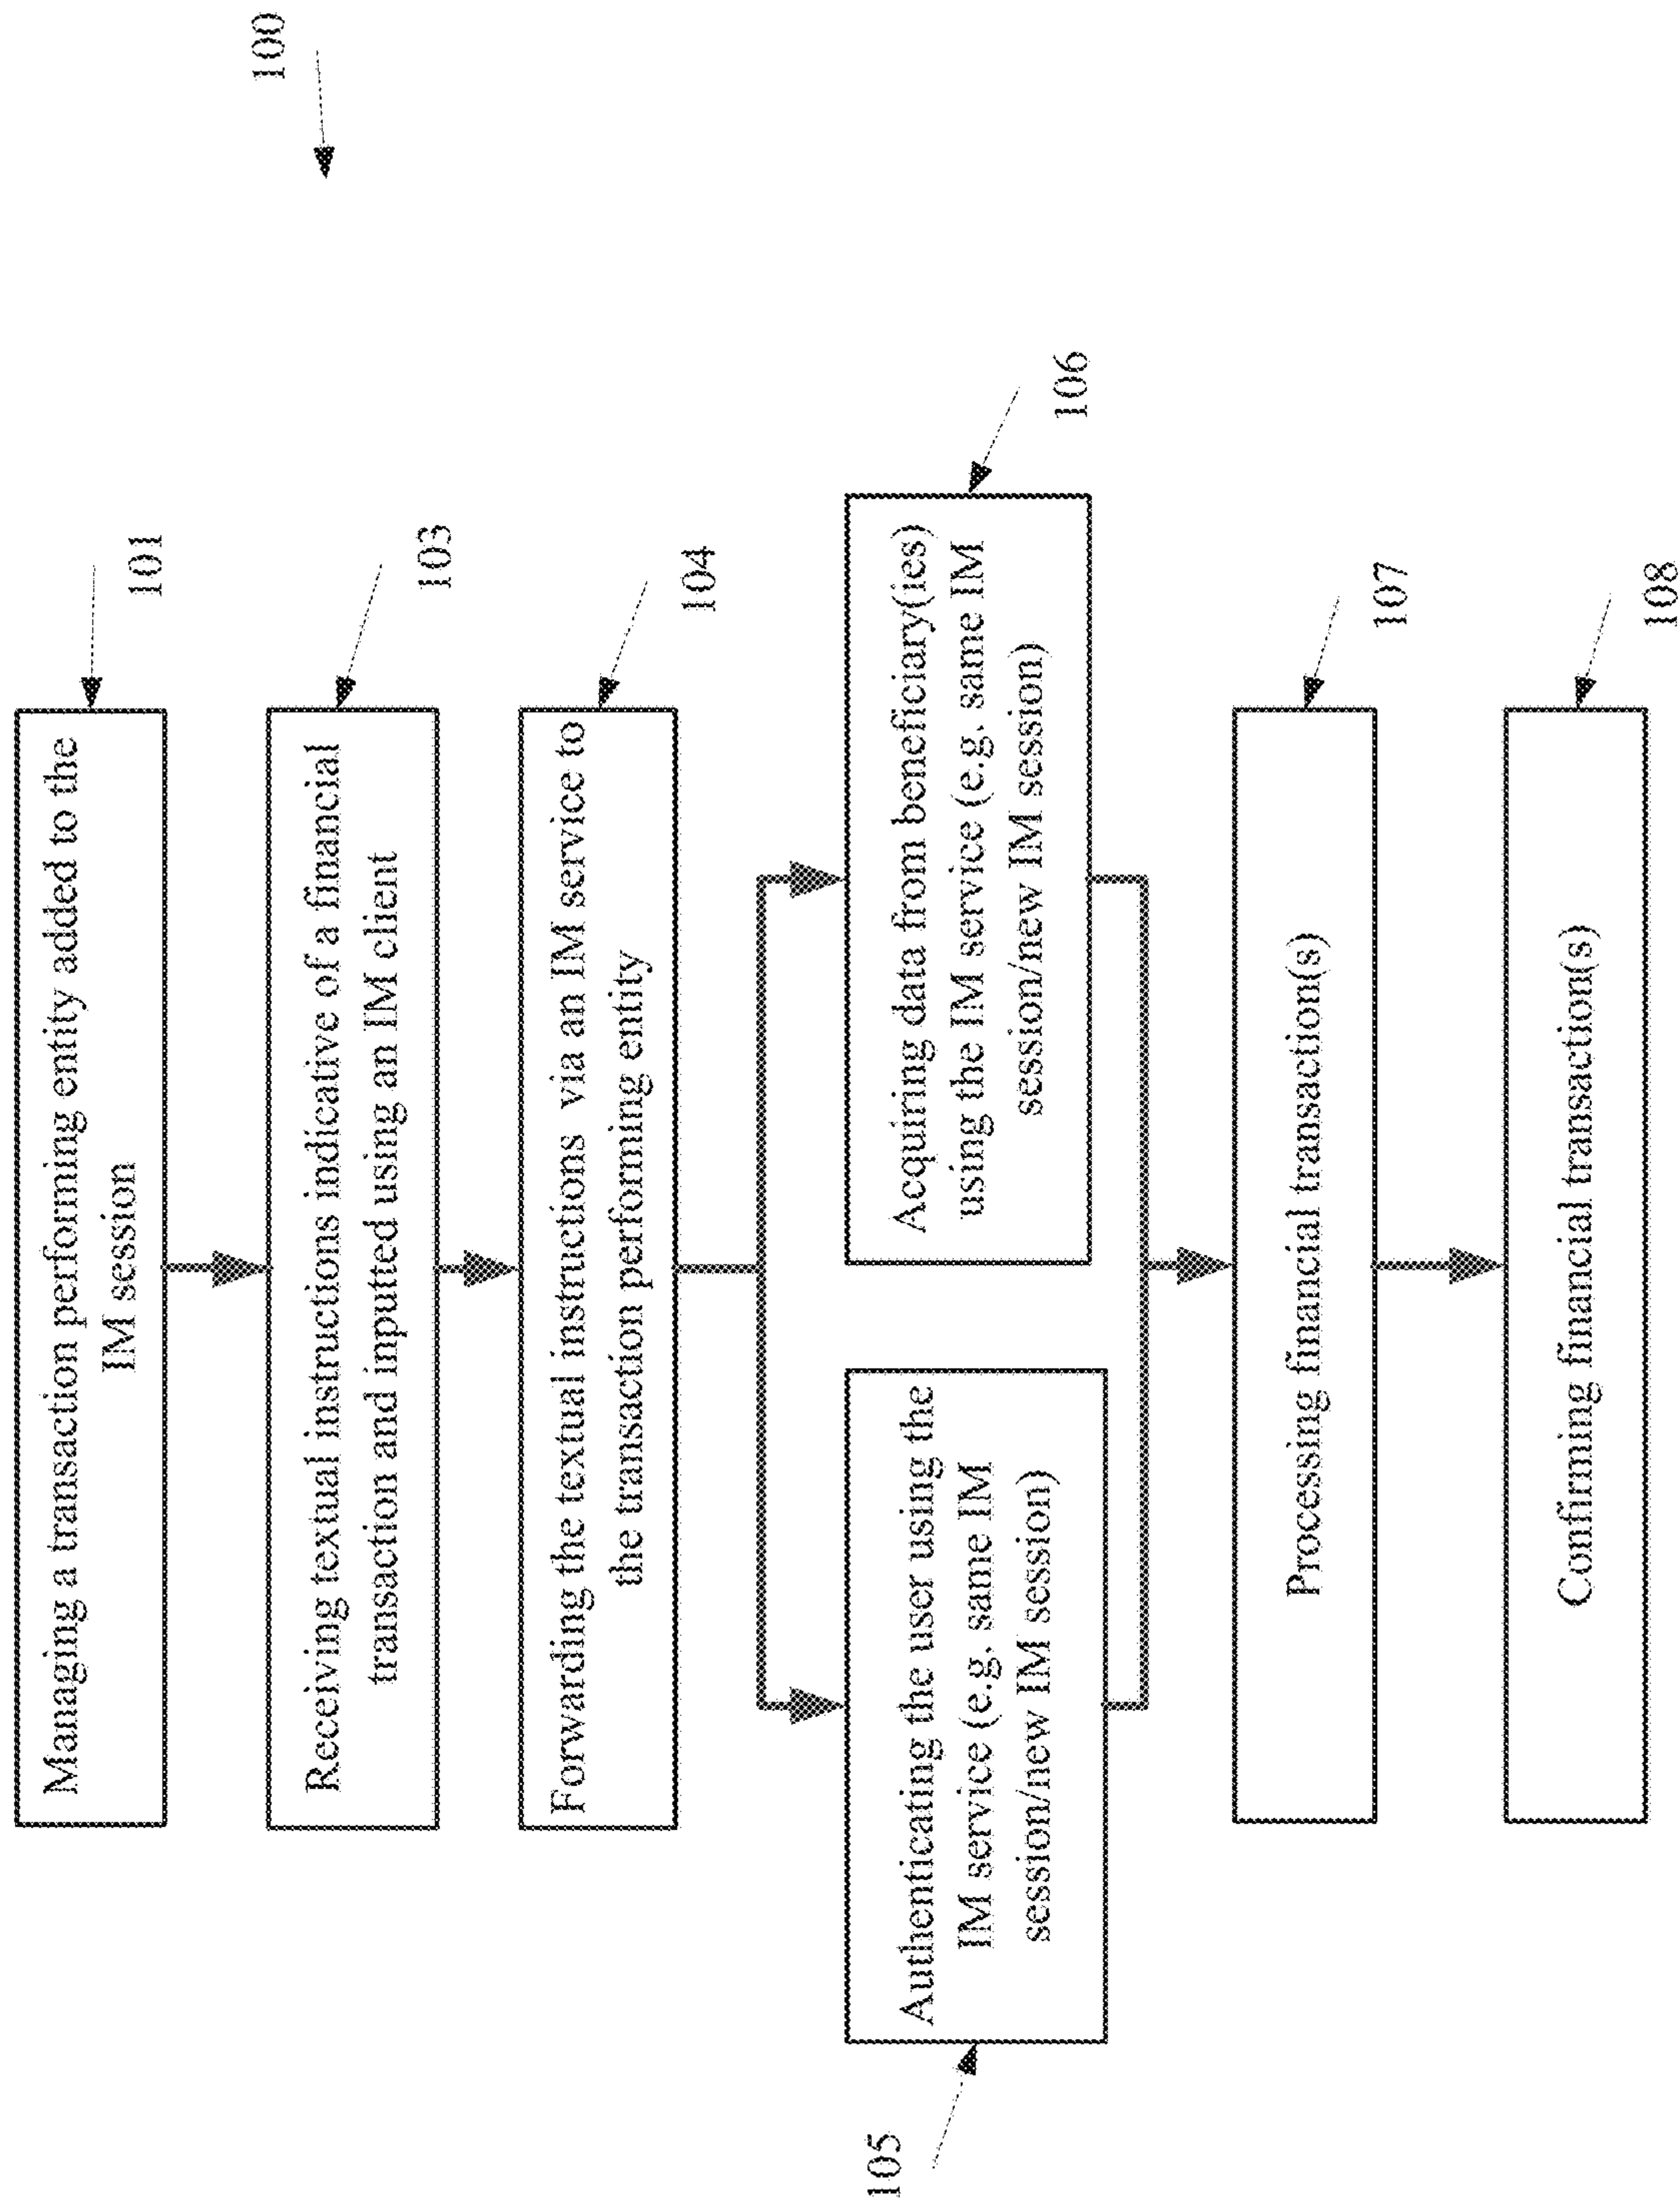 100
Managing a transaction performing entity added to the
IM session
101
Receiving textual instructions indicative of a financial
transaction and inputted using an IM client
103
Forwarding the textual instructions via an IM service to
the transaction performing entity
104
Authenticating the user using the
IM service (e.g. same IM
session/new IM session)
105
Acquiring data from beneficiary(ies)
using the IM service (e.g. same IM
session/new IM session)
106
Processing financial transaction(s)
107
Confirming financial transaction(s)
108